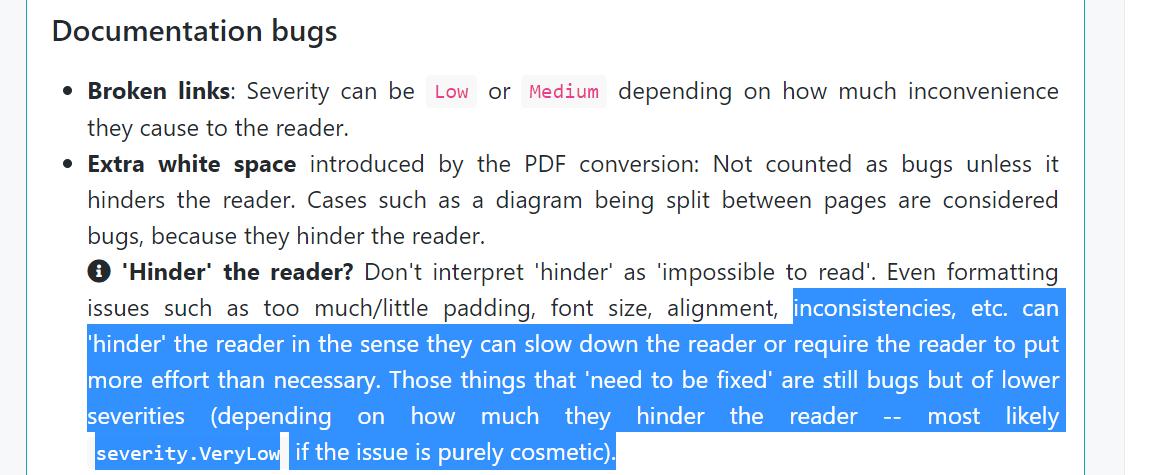 Documentation bugs
Broken links: Severity can be Low or Medium depending on how much inconvenience
they cause to the reader.
Extra white space introduced by the PDF conversion: Not counted as bugs unless it
hinders the reader. Cases such as a diagram being split between pages are considered
bugs, because they hinder the reader.
'Hinder' the reader? Don't interpret 'hinder' as 'impossible to read'. Even formatting
issues such as too much/little padding, font size, alignment, inconsistencies, etc. can
'hinder' the reader in the sense they can slow down the reader or require the reader to put
more effort than necessary. Those things that 'need to be fixed' are still bugs but of lower
severities (depending on how much they hinder the reader -- most likely
severity.VeryLow if the issue is purely cosmetic).